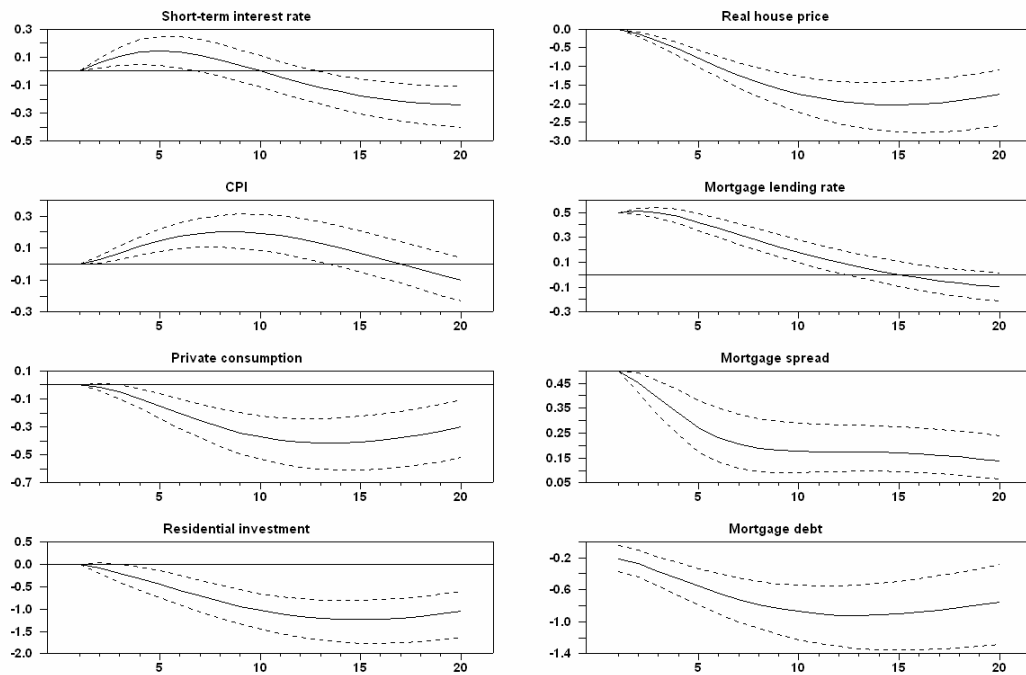 Short-term interest rate
0.3
0.1
-0.1
-0.3
-0.5
5 10 15 20
Real house price
0.0
-0.5
-1.0
-1.5
-2.0
-2.5
-3.0
5 10 15 20
CPI
0.3
0.1
-0.1
-0.3
5 10 15 20
Mortgage lending rate
0.5
0.3
0.1
-0.1
-0.3
5 10 15 20
Private consumption
0.1
-0.1
-0.3
-0.5
-0.7
5 10 15 20
Mortgage spread
0.45
0.35
0.25
0.15
0.05
5 10 15 20
Residential investment
0.5
0.0
-0.5
-1.0
-1.5
-2.0
5 10 15 20
Mortgage debt
-0.2
-0.6
-1.0
-1.4
5 10 15 20